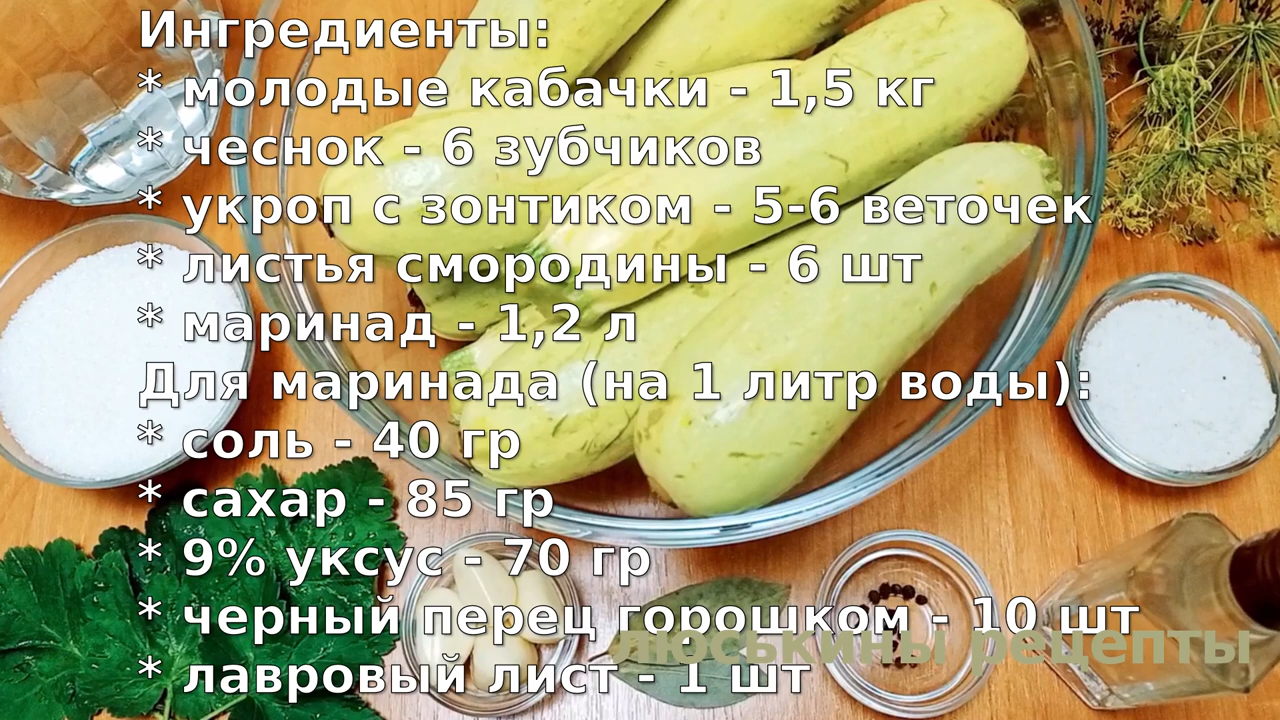 Ингредиенты:
* молодые кабачки - 1,5 кг
* чеснок - 6 зубчиков
* укроп с зонтиком - 5-6 веточек
* листья смородины - 6 шт
* маринад - 1,2 л
Для маринада (на 1 литр воды):
* соль - 40 гр
* сахар - 85 гр
* 9% уксус - 70 гр
* черный перец горошком - 10 шт
люськины рецепты
* лавровый лист - 1 шт